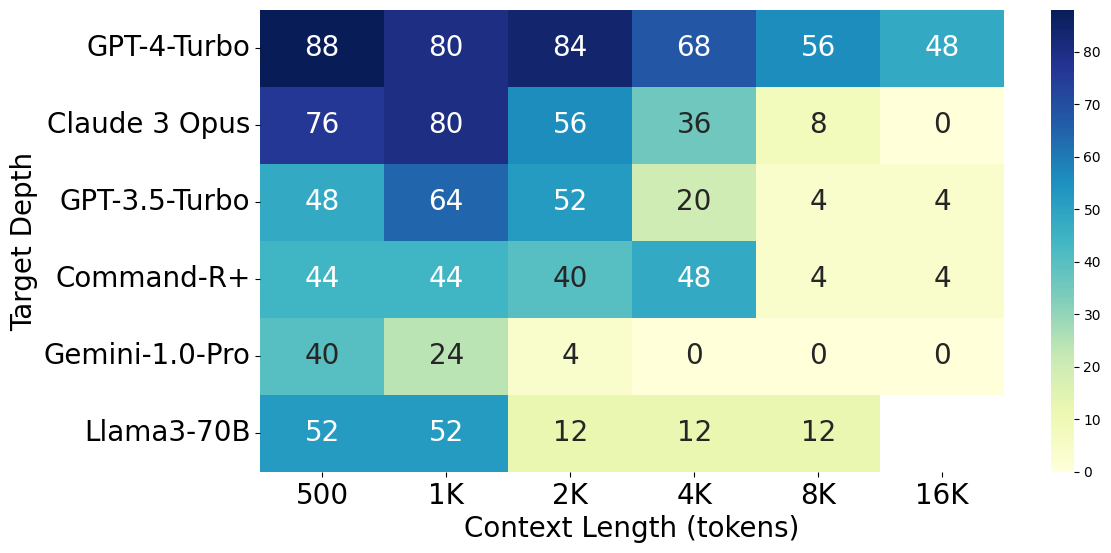 GPT-4-Turbo 88 80 84 68 56 48
Claude 3 Opus 76 80 56 36 8 0
GPT-3.5-Turbo 48 64 52 20 4 4
Command-R+ 44 44 40 48 4 4
Gemini-1.0-Pro 40 24 4 0 0 0
Llama3-70B 52 52 12 12 12
500 1K 2K 4K 8K 16K
Context Length (tokens)
Target Depth
80
70
60
50
40
30
20
10
0